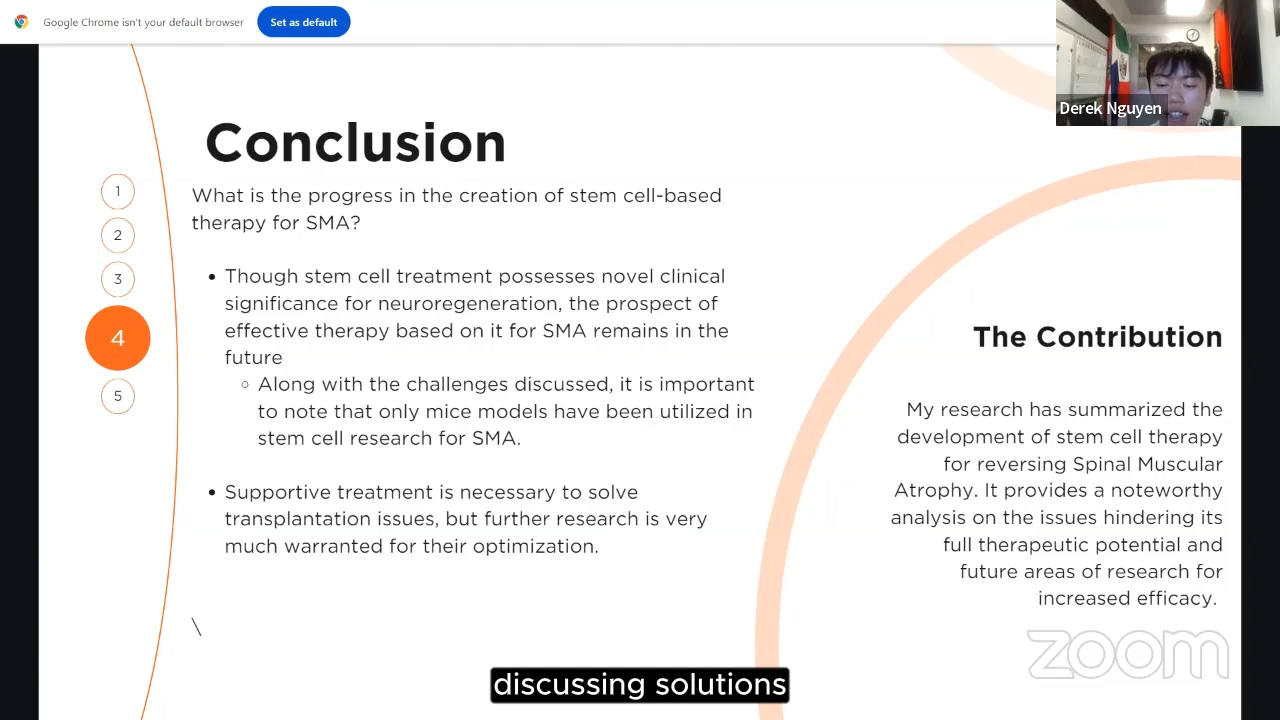 Google Chrome isn't your default browser
Set as default
Derek Nguyen
Conclusion
1
2
3
4
5
What is the progress in the creation of stem cell-based
therapy for SMA?
• Though stem cell treatment possesses novel clinical
significance for neuroregeneration, the prospect of
effective therapy based on it for SMA remains in the
future
◦ Along with the challenges discussed, it is important
to note that only mice models have been utilized in
stem cell research for SMA.
• Supportive treatment is necessary to solve
transplantation issues, but further research is very
much warranted for their optimization.
\
The Contribution
My research has summarized the
development of stem cell therapy
for reversing Spinal Muscular
Atrophy. It provides a noteworthy
analysis on the issues hindering its
full therapeutic potential and
future areas of research for
increased efficacy.
zoom
discussing solutions